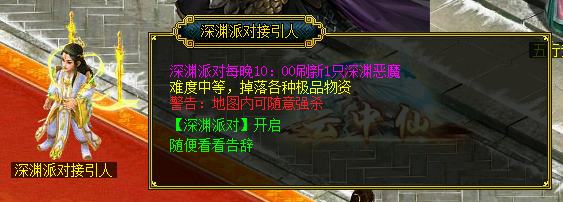 深渊派对接引人
深渊派对每晚10：00刷新1只深渊恶魔
难度中等，掉落各种极品物资
警告：地图内可随意强杀
【深渊派对】开启
随便看看告辞
深渊派对接引人
云中仙
五行